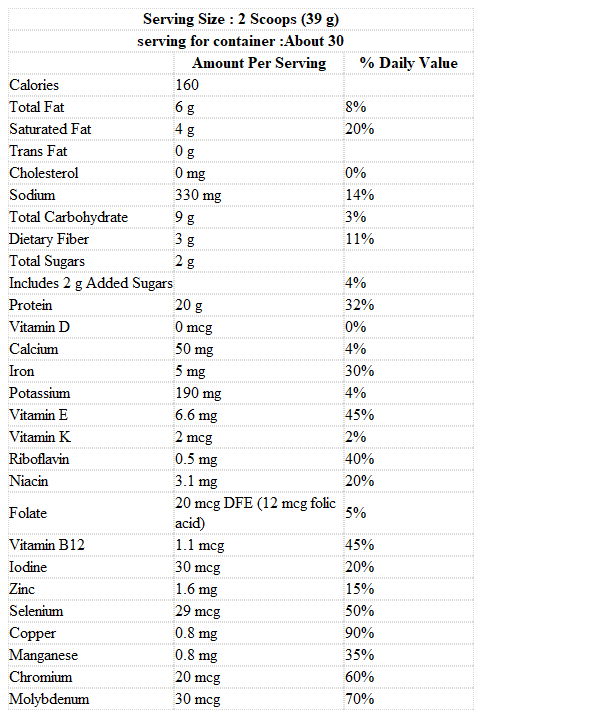 Serving Size : 2 Scoops (39 g)
serving for container :About 30
Amount Per Serving % Daily Value
Calories 160
Total Fat 6 g 8%
Saturated Fat 4 g 20%
Trans Fat 0 g
Cholesterol 0 mg 0%
Sodium 330 mg 14%
Total Carbohydrate 9 g 3%
Dietary Fiber 3 g 11%
Total Sugars 2 g
Includes 2 g Added Sugars 4%
Protein 20 g 32%
Vitamin D 0 mcg 0%
Calcium 50 mg 4%
Iron 5 mg 30%
Potassium 190 mg 4%
Vitamin E 6.6 mg 45%
Vitamin K 2 mcg 2%
Riboflavin 0.5 mg 40%
Niacin 3.1 mg 20%
Folate 20 mcg DFE (12 mcg folic
acid) 5%
Vitamin B12 1.1 mcg 45%
Iodine 30 mcg 20%
Zinc 1.6 mg 15%
Selenium 29 mcg 50%
Copper 0.8 mg 90%
Manganese 0.8 mg 35%
Chromium 20 mcg 60%
Molybdenum 30 mcg 70%